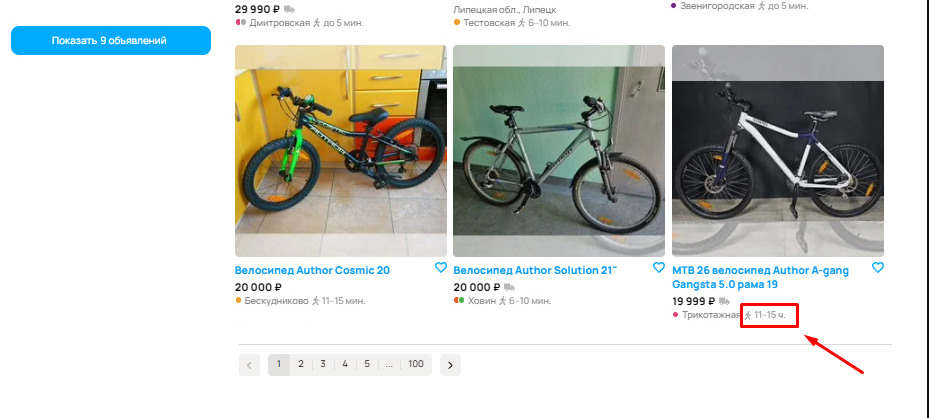 29 990 ₽
Дмитровская до 5 мин.
Липецкая обл., Липецк
Тестовская 6–10 мин.
Звенигородская до 5 мин.
Показать 9 объявлений
Велосипед Author Cosmic 20
20 000 ₽
Бескудниково 11–15 мин.
Велосипед Author Solution 21"
20 000 ₽
Ховин 6–10 мин.
МТВ 26 велосипед Author A-gang
Gangsta 5.0 рама 19
19 999 ₽
Трикотажная 11–15 ч.
1 2 3 4 5 ... 100